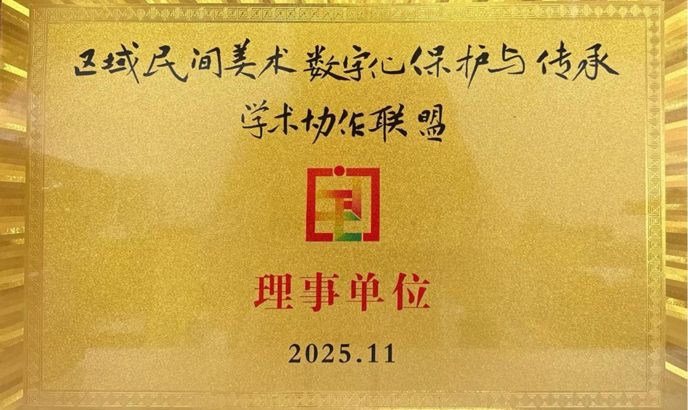 区域民间美术数字化保护与传承
学术协作联盟
理事单位
2025.11